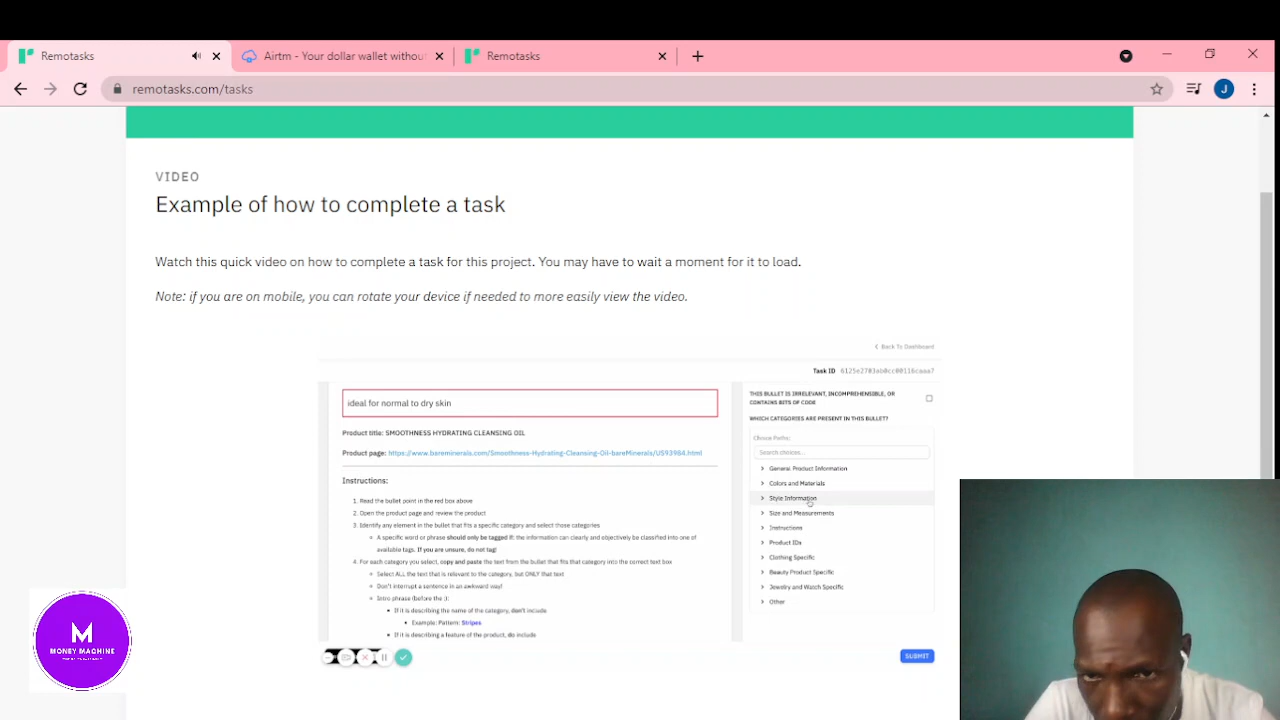 Remotasks
Airtm - Your dollar wallet withou
Remotasks
remotasks.com/tasks
J
VIDEO
Example of how to complete a task
Watch this quick video on how to complete a task for this project. You may have to wait a moment for it to load.
Note: if you are on mobile, you can rotate your device if needed to more easily view the video.
Back To Dashboard
Task ID
ideal for normal to dry skin
Product title: SMOOTHNESS HYDRATING CLEANSING OIL
Product page: https://www.bareminerals.com/Smoothness-Hydrating-Cleansing-Oil-bareMinerals/US93984.html
Instructions:
1. Read the bullet point in the red box above
2. Open the product page and review the product
3. Identify any element in the bullet that fits a specific category and select those categories
A specific word or phrase should only be tagged if: the information can clearly and objectively be classified into one of
available tags. If you are unsure, do not tag!
4. For each category you select, copy and paste the text from the bullet that fits that category into the correct text box
Select ALL the text that is relevant to the category, but ONLY that text
Don't interrupt a sentence in an awkward way!
Intro phrase (before the :):
If it is describing the name of the category, don't include
Example: Pattern: Stripes
If it is describing a feature of the product, do include
THIS BULLET IS IRRELEVANT, INCOMPREHENSIBLE, OR
CONTAINS BITS OF CODE
WHICH CATEGORIES ARE PRESENT IN THIS BULLET?
Choose Paths:
Search choices...
General Product Information
Colors and Materials
Style Information
Size and Measurements
Instructions
Product IDs
Clothing Specific
Beauty Product Specific
Jewelry and Watch Specific
Other
SUBMIT
M
MONEY MACHINE